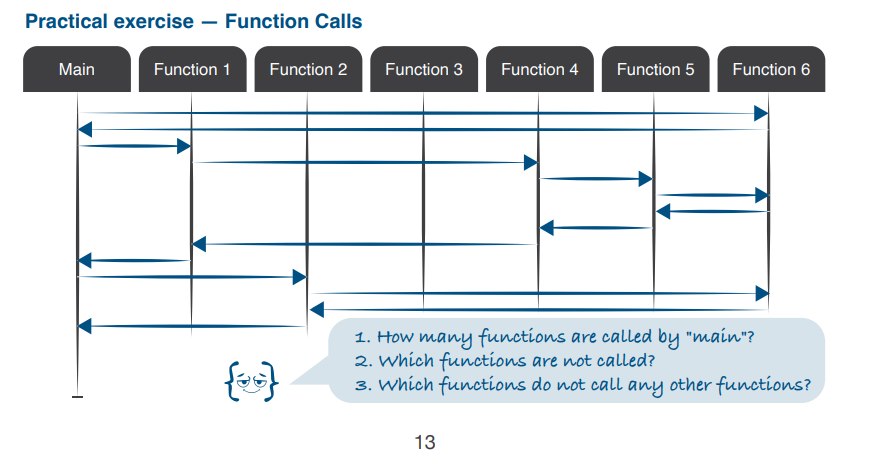 Practical exercise — Function Calls
Main Function 1 Function 2 Function 3 Function 4 Function 5 Function 6
1. How many functions are called by "main"?
2. Which functions are not called?
3. Which functions do not call any other functions?
13